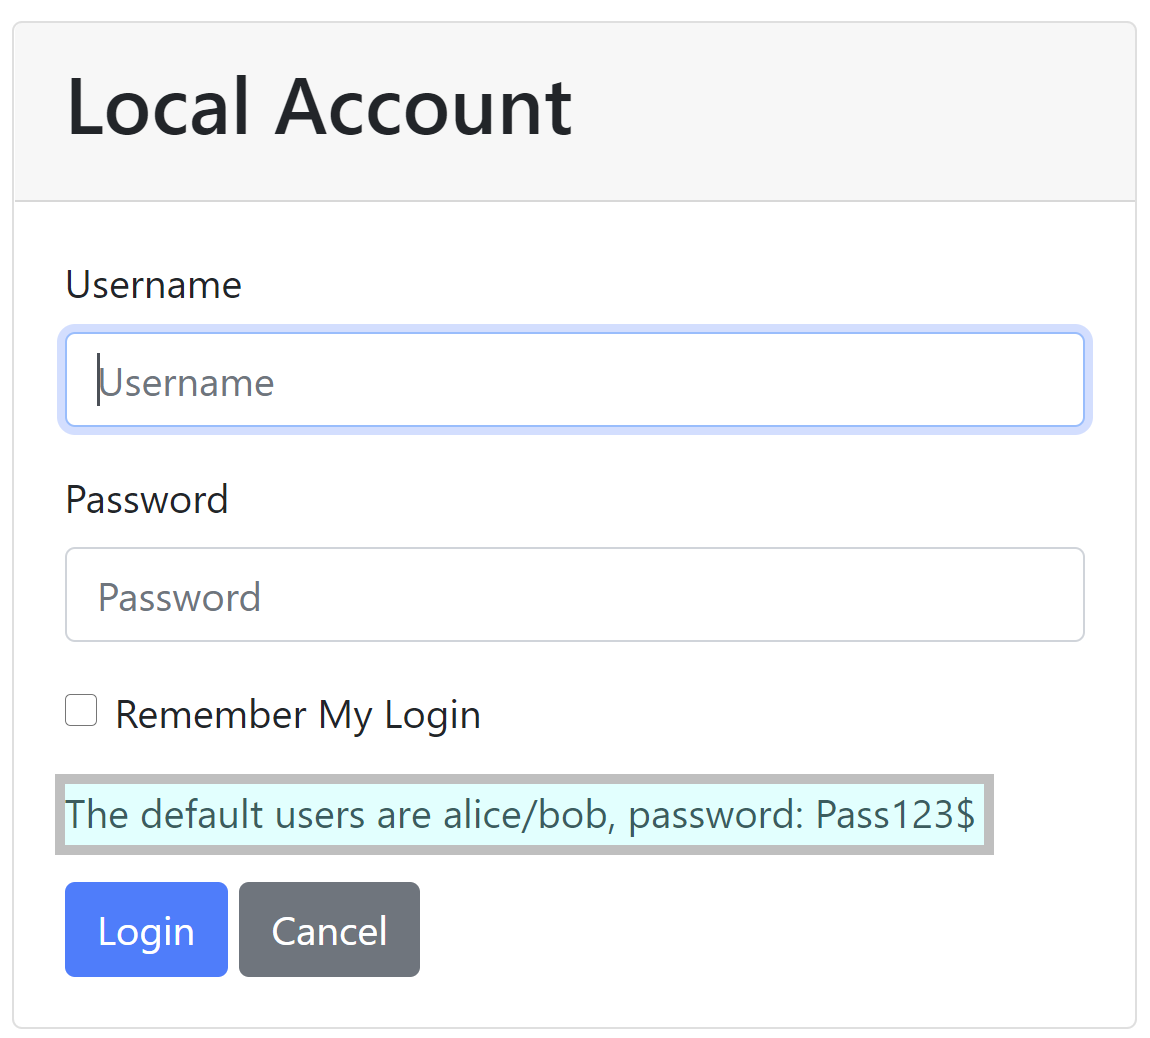 Local Account
Username
Username
Password
Password
Remember My Login
The default users are alice/bob, password: Pass123$
Login Cancel